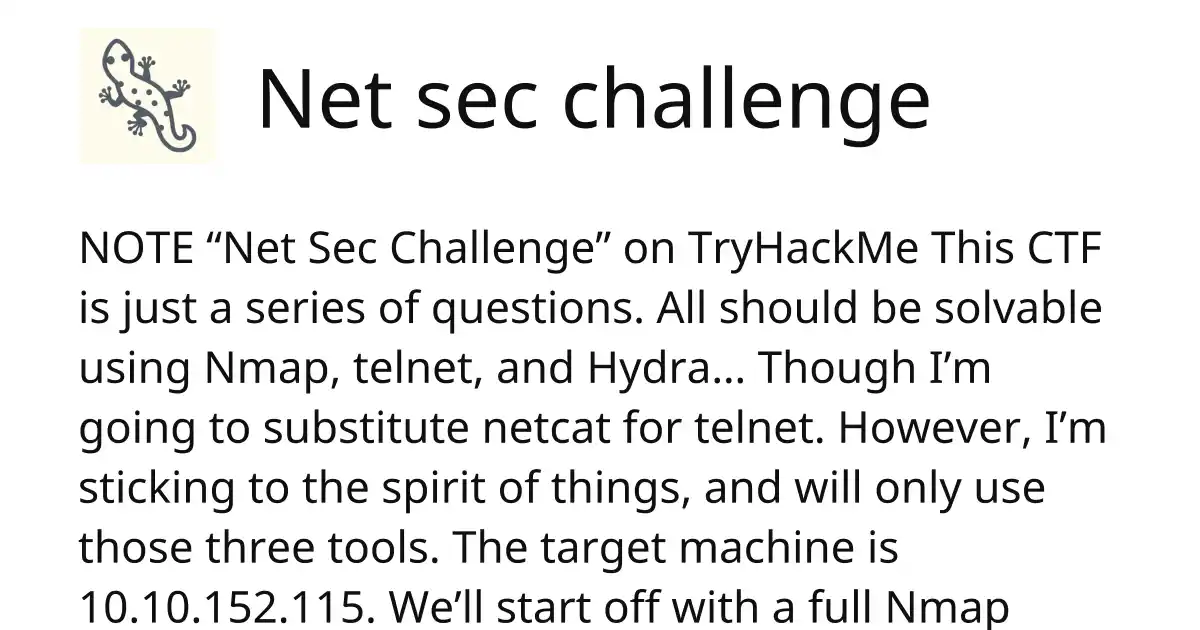 Net sec challenge
NOTE “Net Sec Challenge” on TryHackMe This CTF
is just a series of questions. All should be solvable
using Nmap, telnet, and Hydra… Though I’m
going to substitute netcat for telnet. However, I’m
sticking to the spirit of things, and will only use
those three tools. The target machine is
10.10.152.115. We’ll start off with a full Nmap